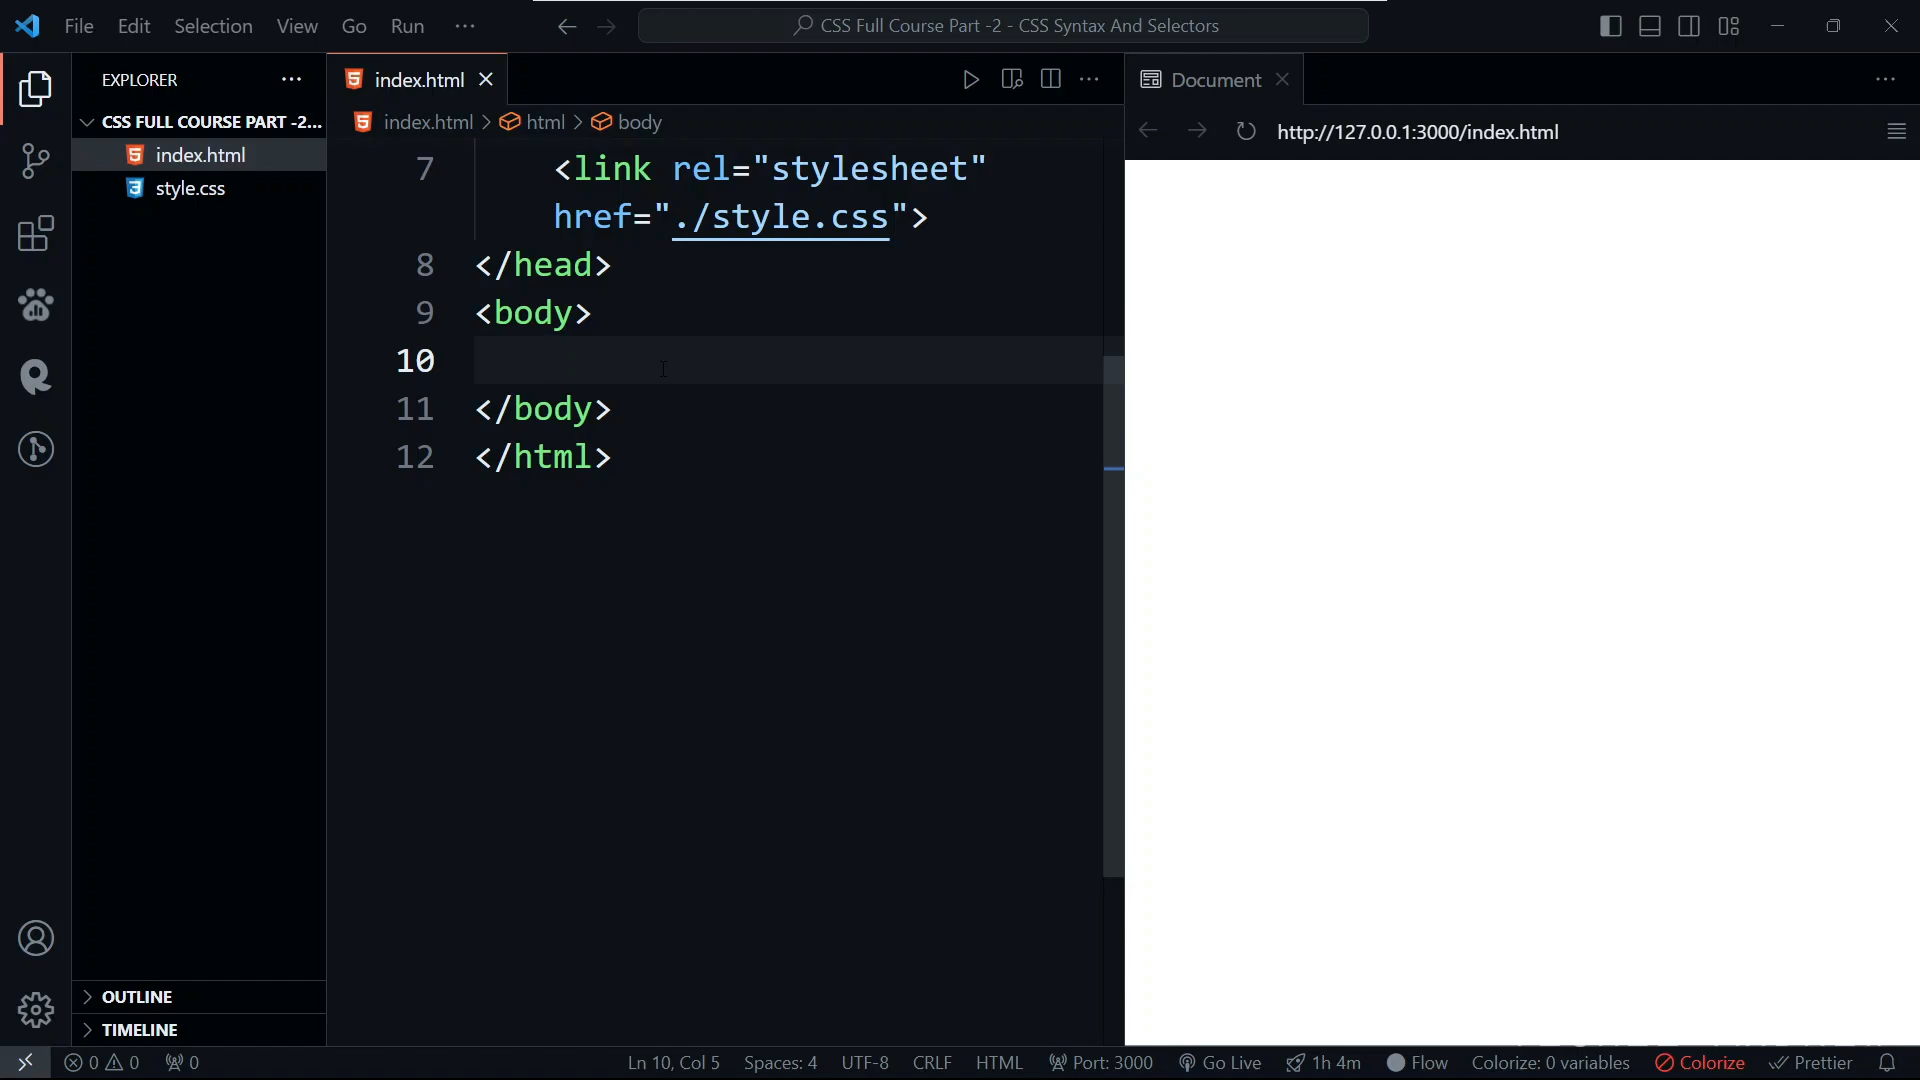 File Edit Selection View Go Run ···
CSS Full Course Part -2 - CSS Syntax And Selectors
EXPLORER
CSS FULL COURSE PART -2...
index.html
style.css
OUTLINE
TIMELINE
index.html
index.html > html > body
7 <link rel="stylesheet"
href="./style.css">
8 </head>
9 <body>
10
11 </body>
12 </html>
Document
http://127.0.0.1:3000/index.html
0 0 0 Ln 10, Col 5 Spaces: 4 UTF-8 CRLF HTML Port: 3000 Go Live 1h 4m Flow Colorize: 0 variables Colorize Prettier